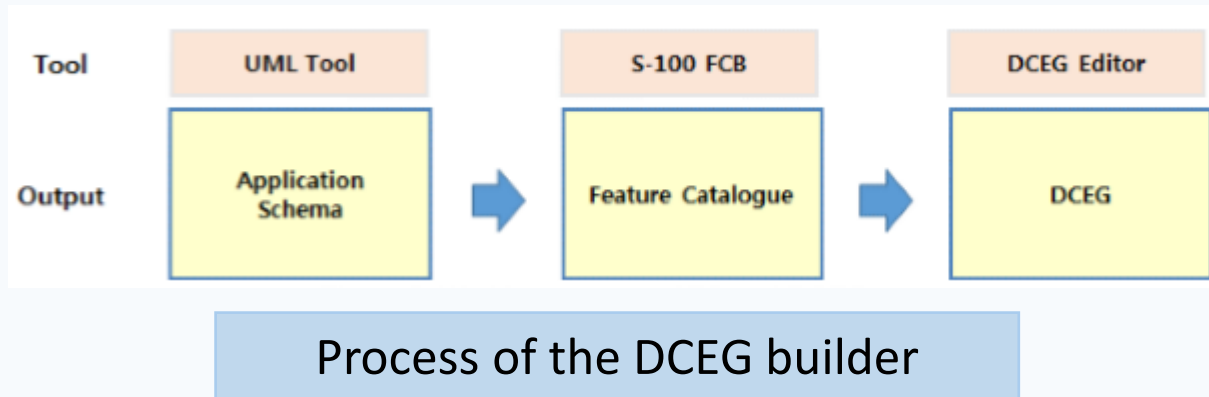 Tool
UML Tool
S-100 FCB
DCEG Editor
Output
Application
Schema
Feature Catalogue
DCEG
Process of the DCEG builder